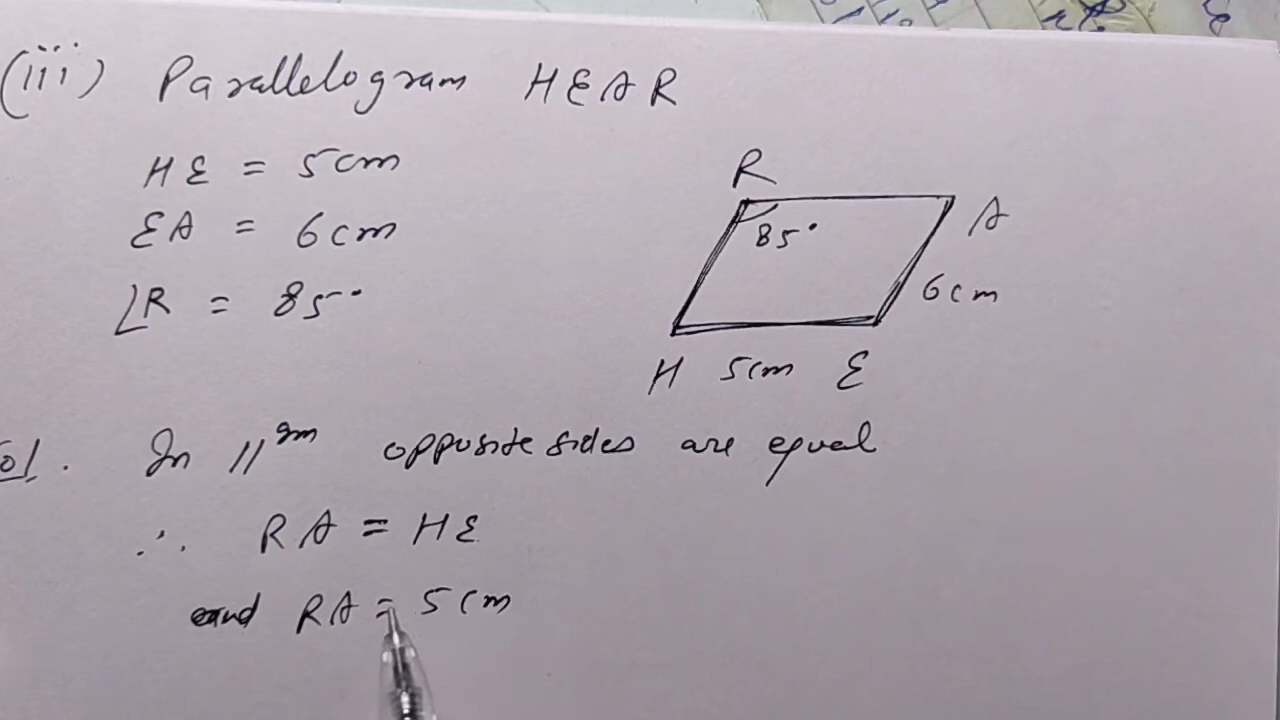 (iii) Parallelogram HEAR
HE = 5cm
EA = 6cm
∠R = 85°
R
A
85°
6cm
H 5cm E
Sol. In ||gm opposite sides are equal
∴ RA = HE
and RA = 5cm